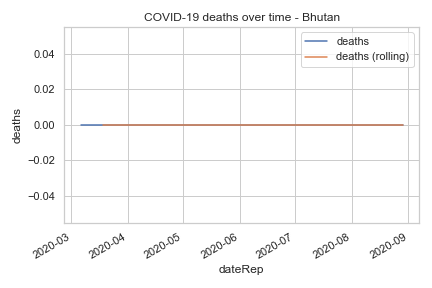 COVID-19 deaths over time - Bhutan
deaths
deaths (rolling)
0.04
0.02
0.00
−0.02
−0.04
deaths
2020-03
2020-04
2020-05
2020-06
2020-07
2020-08
2020-09
dateRep